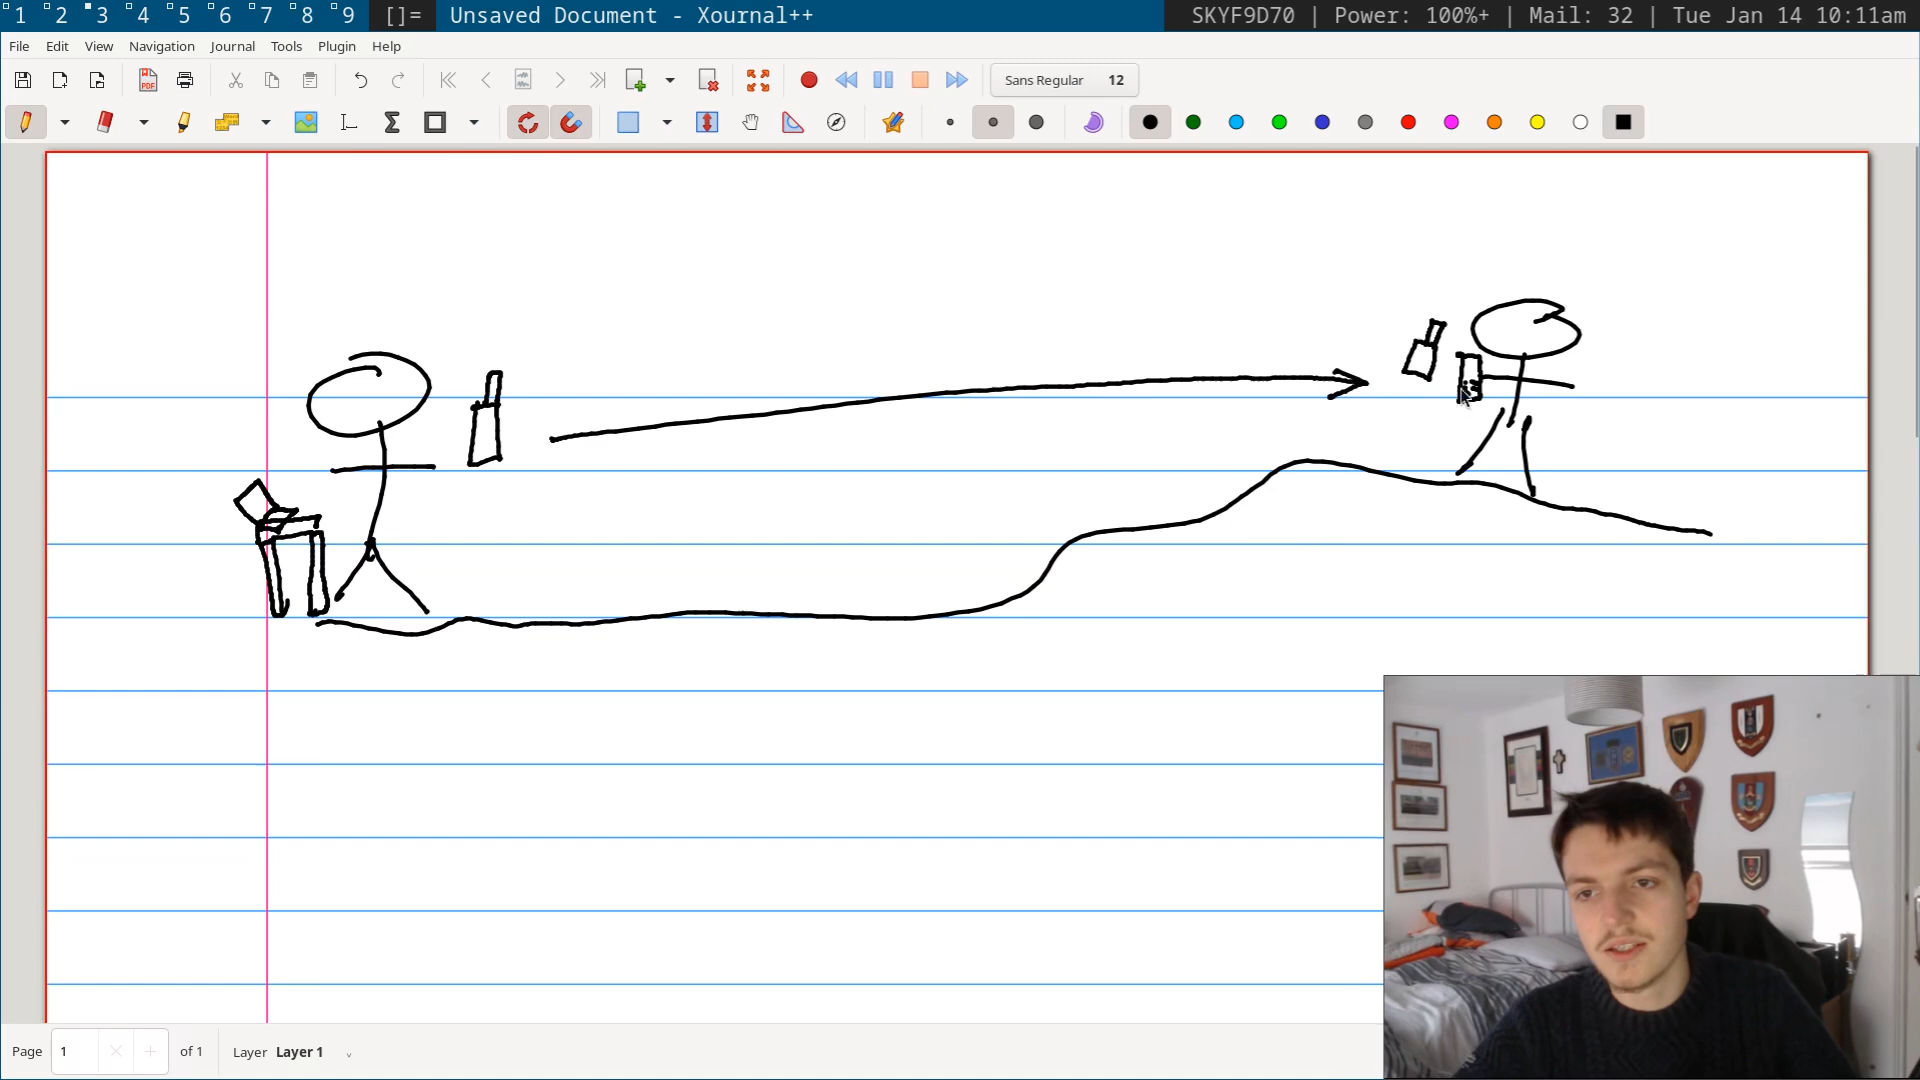 1 2 3 4 5 6 7 8 9 []= Unsaved Document - Xournal++ SKYF9D70 | Power: 100%+ | Mail: 32 | Tue Jan 14 10:11am
File Edit View Navigation Journal Tools Plugin Help
Sans Regular 12
Page 1 of 1 Layer Layer 1